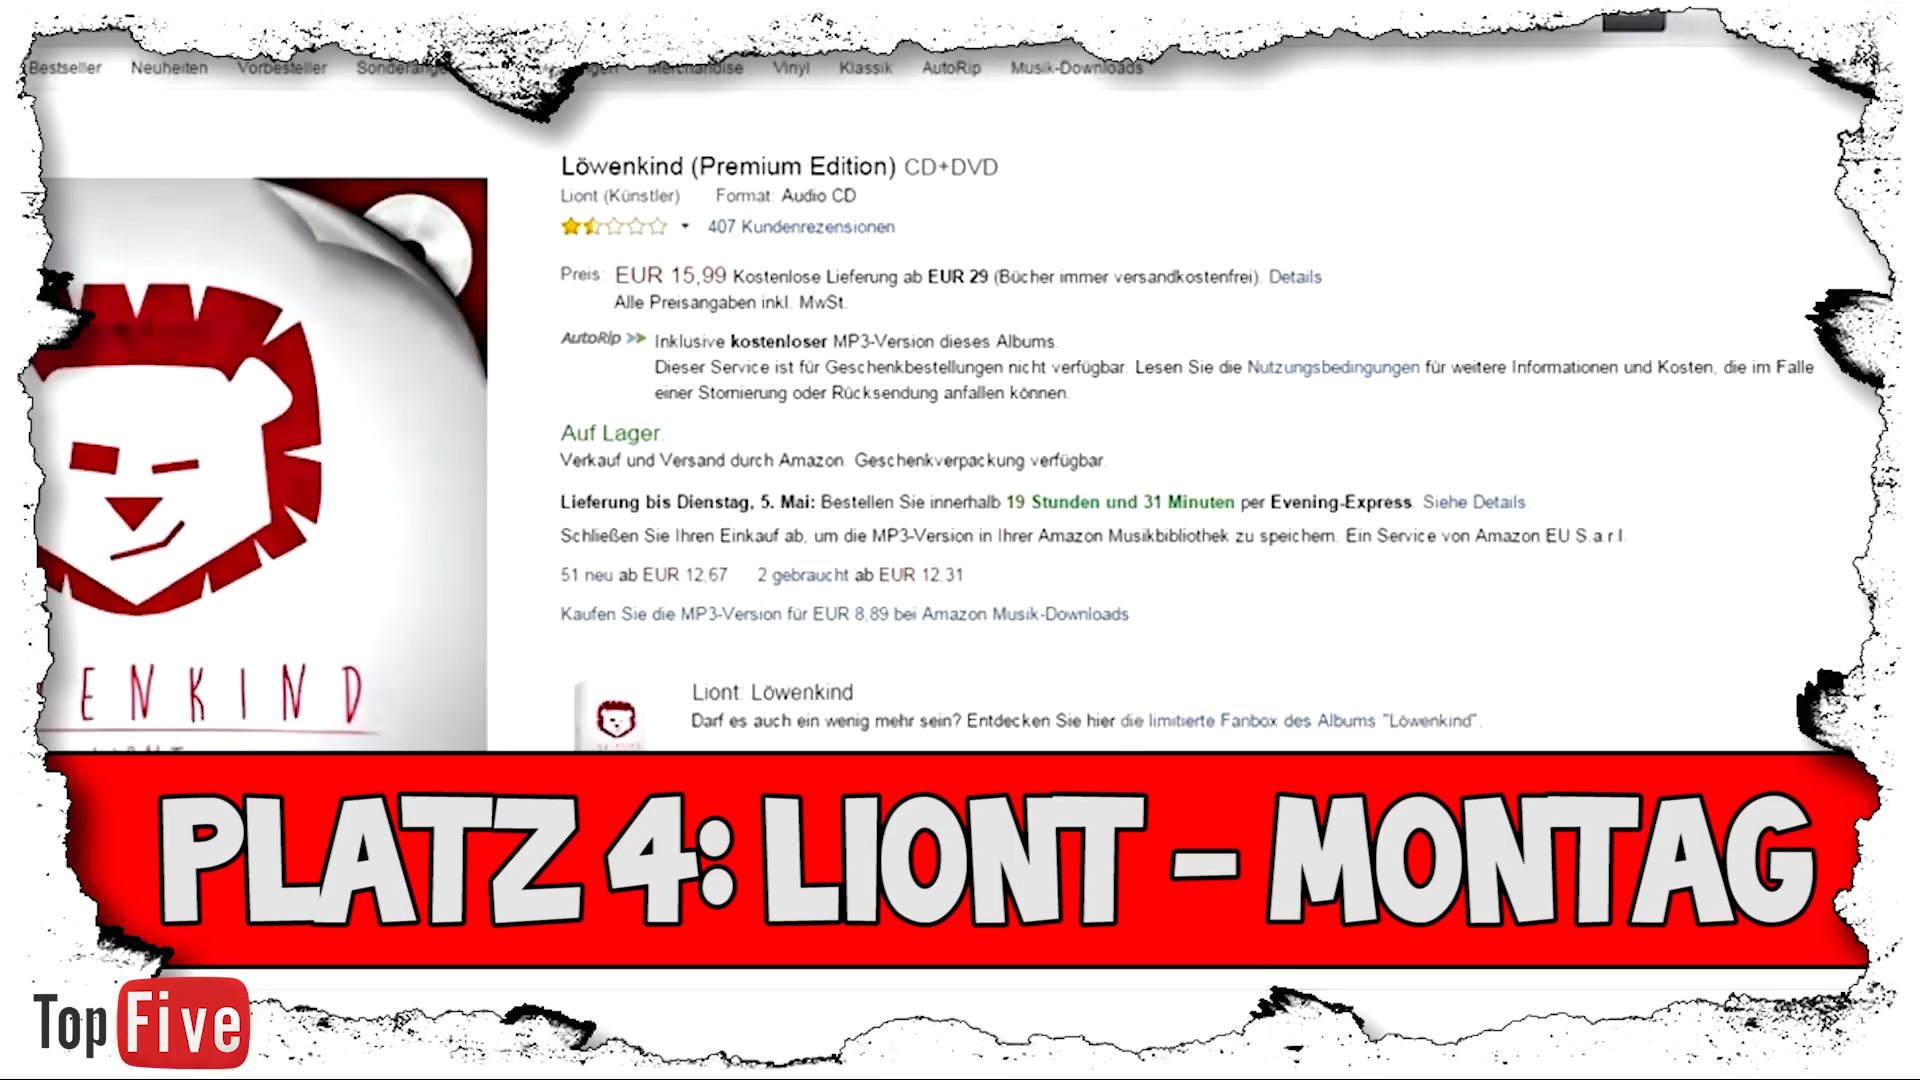 Bestseller Neuheiten Vorbesteller Merchandise Vinyl Klassik AutoRip Musik-Downloads
Löwenkind (Premium Edition) CD+DVD
Liont (Künstler) Format: Audio CD
407 Kundenrezensionen
Preis: EUR 15,99 Kostenlose Lieferung ab EUR 29 (Bücher immer versandkostenfrei). Details
Alle Preisangaben inkl. MwSt.
AutoRip Inklusive kostenloser MP3-Version dieses Albums.
Dieser Service ist für Geschenkbestellungen nicht verfügbar. Lesen Sie die Nutzungsbedingungen für weitere Informationen und Kosten, die im Falle
einer Stornierung oder Rücksendung anfallen können.
Auf Lager.
Verkauf und Versand durch Amazon. Geschenkverpackung verfügbar.
Lieferung bis Dienstag, 5. Mai: Bestellen Sie innerhalb 19 Stunden und 31 Minuten per Evening-Express. Siehe Details.
Schließen Sie Ihren Einkauf ab, um die MP3-Version in Ihrer Amazon Musikbibliothek zu speichern. Ein Service von Amazon EU S.a.r.l.
51 neu ab EUR 12,67 2 gebraucht ab EUR 12,31
Kaufen Sie die MP3-Version für EUR 8,89 bei Amazon Musik-Downloads
ENKIND
Liont: Löwenkind
Darf es auch ein wenig mehr sein? Entdecken Sie hier die limitierte Fanbox des Albums "Löwenkind".
PLATZ 4: LIONT - MONTAG
Top Five